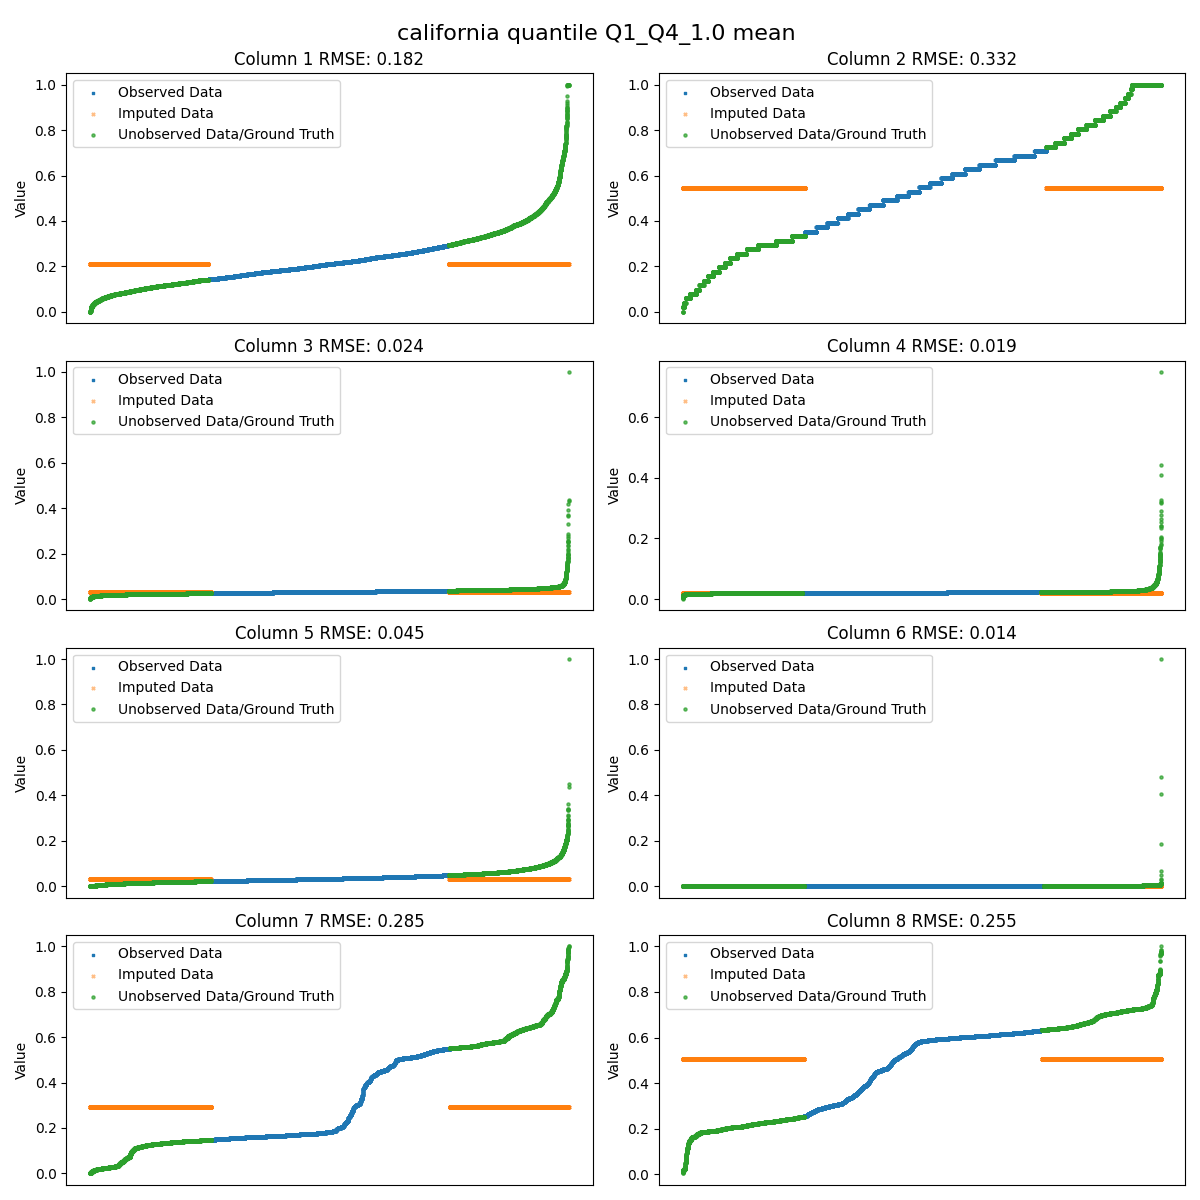 california quantile Q1_Q4_1.0 mean
Column 1 RMSE: 0.182
Column 2 RMSE: 0.332
1.0
0.8
0.6
0.4
0.2
0.0
Value
Observed Data
Imputed Data
Unobserved Data/Ground Truth
1.0
0.8
0.6
0.4
0.2
0.0
Value
Observed Data
Imputed Data
Unobserved Data/Ground Truth
Column 3 RMSE: 0.024
Column 4 RMSE: 0.019
1.0
0.8
0.6
0.4
0.2
0.0
Value
Observed Data
Imputed Data
Unobserved Data/Ground Truth
0.6
0.4
0.2
0.0
Value
Observed Data
Imputed Data
Unobserved Data/Ground Truth
Column 5 RMSE: 0.045
Column 6 RMSE: 0.014
1.0
0.8
0.6
0.4
0.2
0.0
Value
Observed Data
Imputed Data
Unobserved Data/Ground Truth
1.0
0.8
0.6
0.4
0.2
0.0
Value
Observed Data
Imputed Data
Unobserved Data/Ground Truth
Column 7 RMSE: 0.285
Column 8 RMSE: 0.255
1.0
0.8
0.6
0.4
0.2
0.0
Value
Observed Data
Imputed Data
Unobserved Data/Ground Truth
1.0
0.8
0.6
0.4
0.2
0.0
Value
Observed Data
Imputed Data
Unobserved Data/Ground Truth